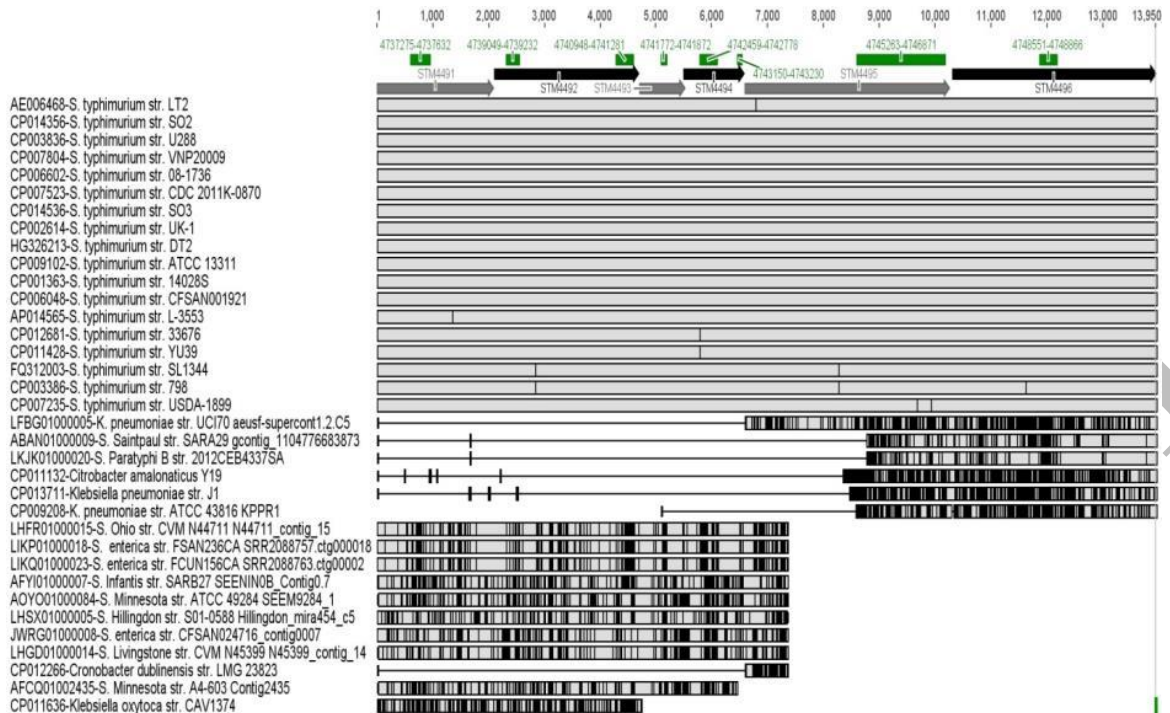 1 1,000 2,000 3,000 4,000 5,000 6,000 7,000 8,000 9,000 10,000 11,000 12,000 13,000 13,950
4737275-4737632 4739049-4739232 4740948-4741281 4741772-4741872 4742459-4742778 4745263-4746871 4748551-4748866
4743150-4743230
STM4491 STM4492 STM4493 STM4494 STM4495 STM4496
AE006468-S. typhimurium str. LT2
CP014356-S. typhimurium str. SO2
CP003836-S. typhimurium str. U288
CP007804-S. typhimurium str. VNP20009
CP006602-S. typhimurium str. 08-1736
CP007523-S. typhimurium str. CDC 2011K-0870
CP014536-S. typhimurium str. SO3
CP002614-S. typhimurium str. UK-1
HG326213-S. typhimurium str. DT2
CP009102-S. typhimurium str. ATCC 13311
CP001363-S. typhimurium str. 14028S
CP006048-S. typhimurium str. CFSAN001921
AP014565-S. typhimurium str. L-3553
CP012681-S. typhimurium str. 33676
CP011428-S. typhimurium str. YU39
FQ312003-S. typhimurium str. SL1344
CP003386-S. typhimurium str. 798
CP007235-S. typhimurium str. USDA-1899
LFBG01000005-K. pneumoniae str. UCI70 aeusf-supercont1.2.C5
ABAN01000009-S. Saintpaul str. SARA29 gcontig_1104776683873
LKJK01000020-S. Paratyphi B str. 2012CEB4337SA
CP011132-Citrobacter amalonaticus Y19
CP013711-Klebsiella pneumoniae str. J1
CP009208-K. pneumoniae str. ATCC 43816 KPPR1
LHFR01000015-S. Ohio str. CVM N44711 N44711_contig_15
LIKP01000018-S. enterica str. FSAN236CA SRR2088757.ctg000018
LIKQ01000023-S. enterica str. FCUN156CA SRR2088763.ctg00002
AFYI01000007-S. Infantis str. SARB27 SEENIN0B_Contig0.7
AOYO01000084-S. Minnesota str. ATCC 49284 SEEM9284_1
LHSX01000005-S. Hillingdon str. S01-0588 Hillingdon_mira454_c5
JWRG01000008-S. enterica str. CFSAN024716_contig0007
LHGD01000014-S. Livingstone str. CVM N45399 N45399_contig_14
CP012266-Cronobacter dublinensis str. LMG 23823
AFCQ01002435-S. Minnesota str. A4-603 Contig2435
CP011636-Klebsiella oxytoca str. CAV1374